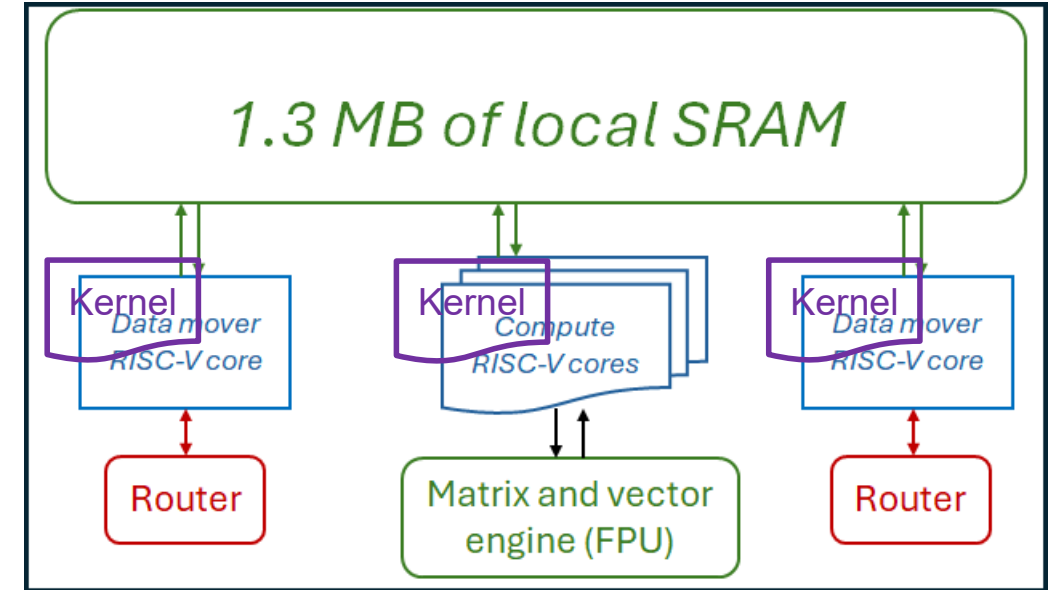 1.3 MB of local SRAM
Kernel
Data mover
RISC-V core
Kernel
Compute
RISC-V cores
Kernel
Data mover
RISC-V core
Router
Matrix and vector
engine (FPU)
Router